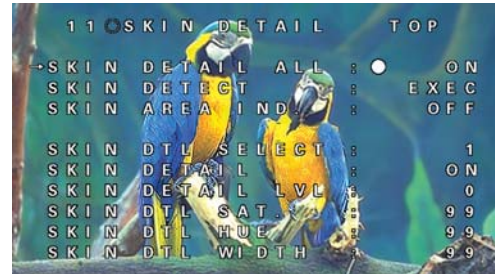 11 SKIN DETAIL TOP
→SKIN DETAIL ALL : ON
SKIN DETECT : EXEC
SKIN AREA IND : OFF
SKIN DTL SELECT : 1
SKIN DETAIL : ON
SKIN DETAIL LVL : 0
SKIN DTL SAT. : 99
SKIN DTL HUE : 99
SKIN DTL WIDTH : 99